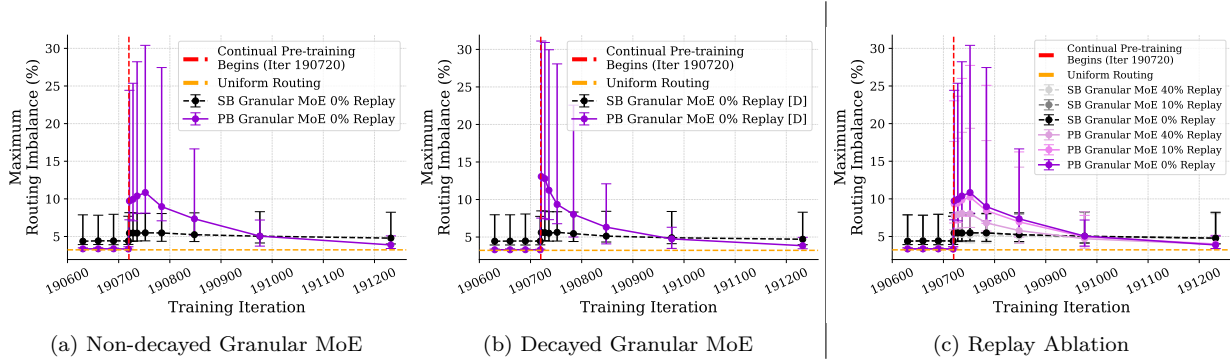 Maximum
Routing Imbalance (%)
30
25
20
15
10
5
Continual Pre-training
Begins (Iter 190720)
Uniform Routing
SB Granular MoE 0% Replay
PB Granular MoE 0% Replay
190600
190700
190800
190900
191000
191100
191200
Training Iteration
(a) Non-decayed Granular MoE
Maximum
Routing Imbalance (%)
30
25
20
15
10
5
Continual Pre-training
Begins (Iter 190720)
Uniform Routing
SB Granular MoE 0% Replay [D]
PB Granular MoE 0% Replay [D]
190600
190700
190800
190900
191000
191100
191200
Training Iteration
(b) Decayed Granular MoE
Maximum
Routing Imbalance (%)
30
25
20
15
10
5
Continual Pre-training
Begins (Iter 190720)
Uniform Routing
SB Granular MoE 40% Replay
SB Granular MoE 10% Replay
SB Granular MoE 0% Replay
PB Granular MoE 40% Replay
PB Granular MoE 10% Replay
PB Granular MoE 0% Replay
190600
190700
190800
190900
191000
191100
191200
Training Iteration
(c) Replay Ablation